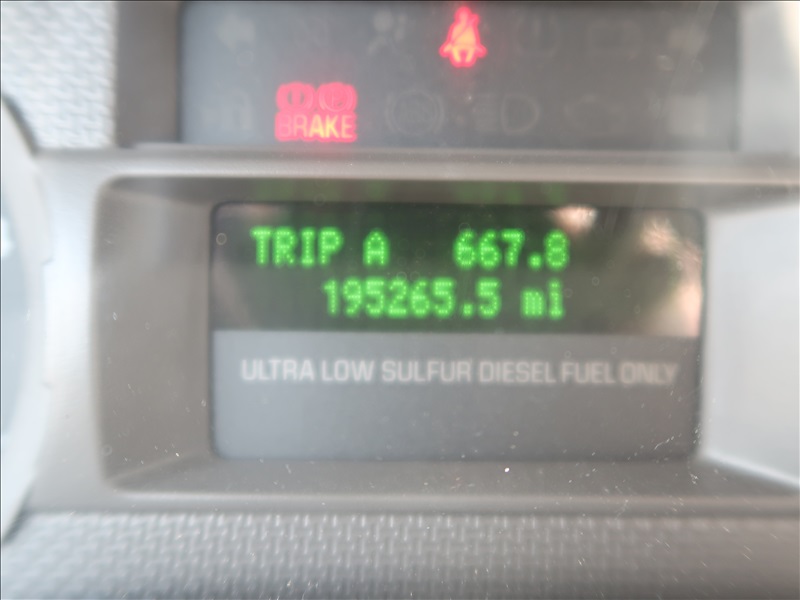 BRAKE
TRIP A 667.8
195265.5 mi
ULTRA LOW SULFUR DIESEL FUEL ONLY